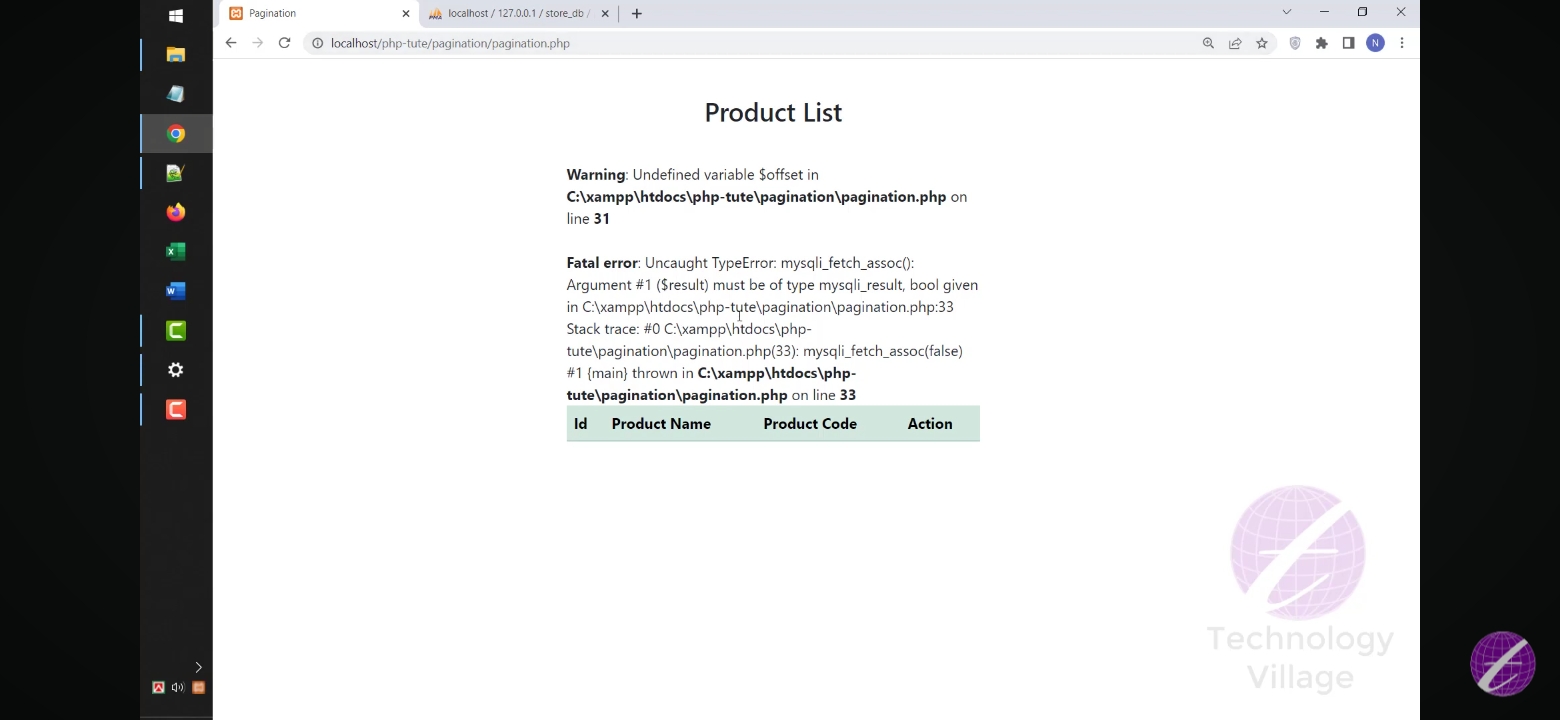 Pagination
localhost / 127.0.0.1 / store_db /
localhost/php-tute/pagination/pagination.php
N
Product List
Warning: Undefined variable $offset in
C:\xampp\htdocs\php-tute\pagination\pagination.php on
line 31
Fatal error: Uncaught TypeError: mysqli_fetch_assoc():
Argument #1 ($result) must be of type mysqli_result, bool given
in C:\xampp\htdocs\php-tute\pagination\pagination.php:33
Stack trace: #0 C:\xampp\htdocs\php-
tute\pagination\pagination.php(33): mysqli_fetch_assoc(false)
#1 {main} thrown in C:\xampp\htdocs\php-
tute\pagination\pagination.php on line 33
Id Product Name Product Code Action
Technology
Village